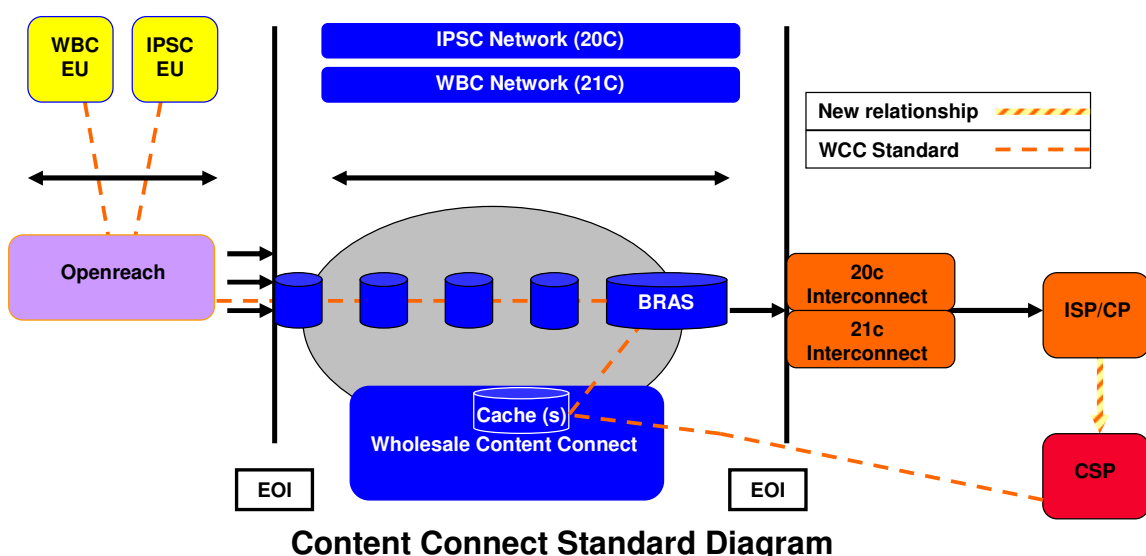 WBC
EU
IPSC
EU
IPSC Network (20C)
WBC Network (21C)
New relationship
WCC Standard
Openreach
BRAS
20c
Interconnect
21c
Interconnect
ISP/CP
Cache (s)
Wholesale Content Connect
CSP
EOI
EOI
Content Connect Standard Diagram